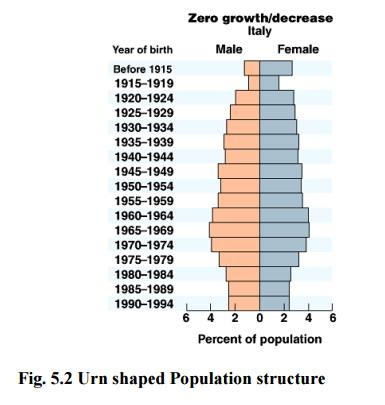 Zero growth/decrease
Italy
Year of birth Male Female
Before 1915
1915–1919
1920–1924
1925–1929
1930–1934
1935–1939
1940–1944
1945–1949
1950–1954
1955–1959
1960–1964
1965–1969
1970–1974
1975–1979
1980–1984
1985–1989
1990–1994
6 4 2 0 2 4 6
Percent of population
Fig. 5.2 Urn shaped Population structure